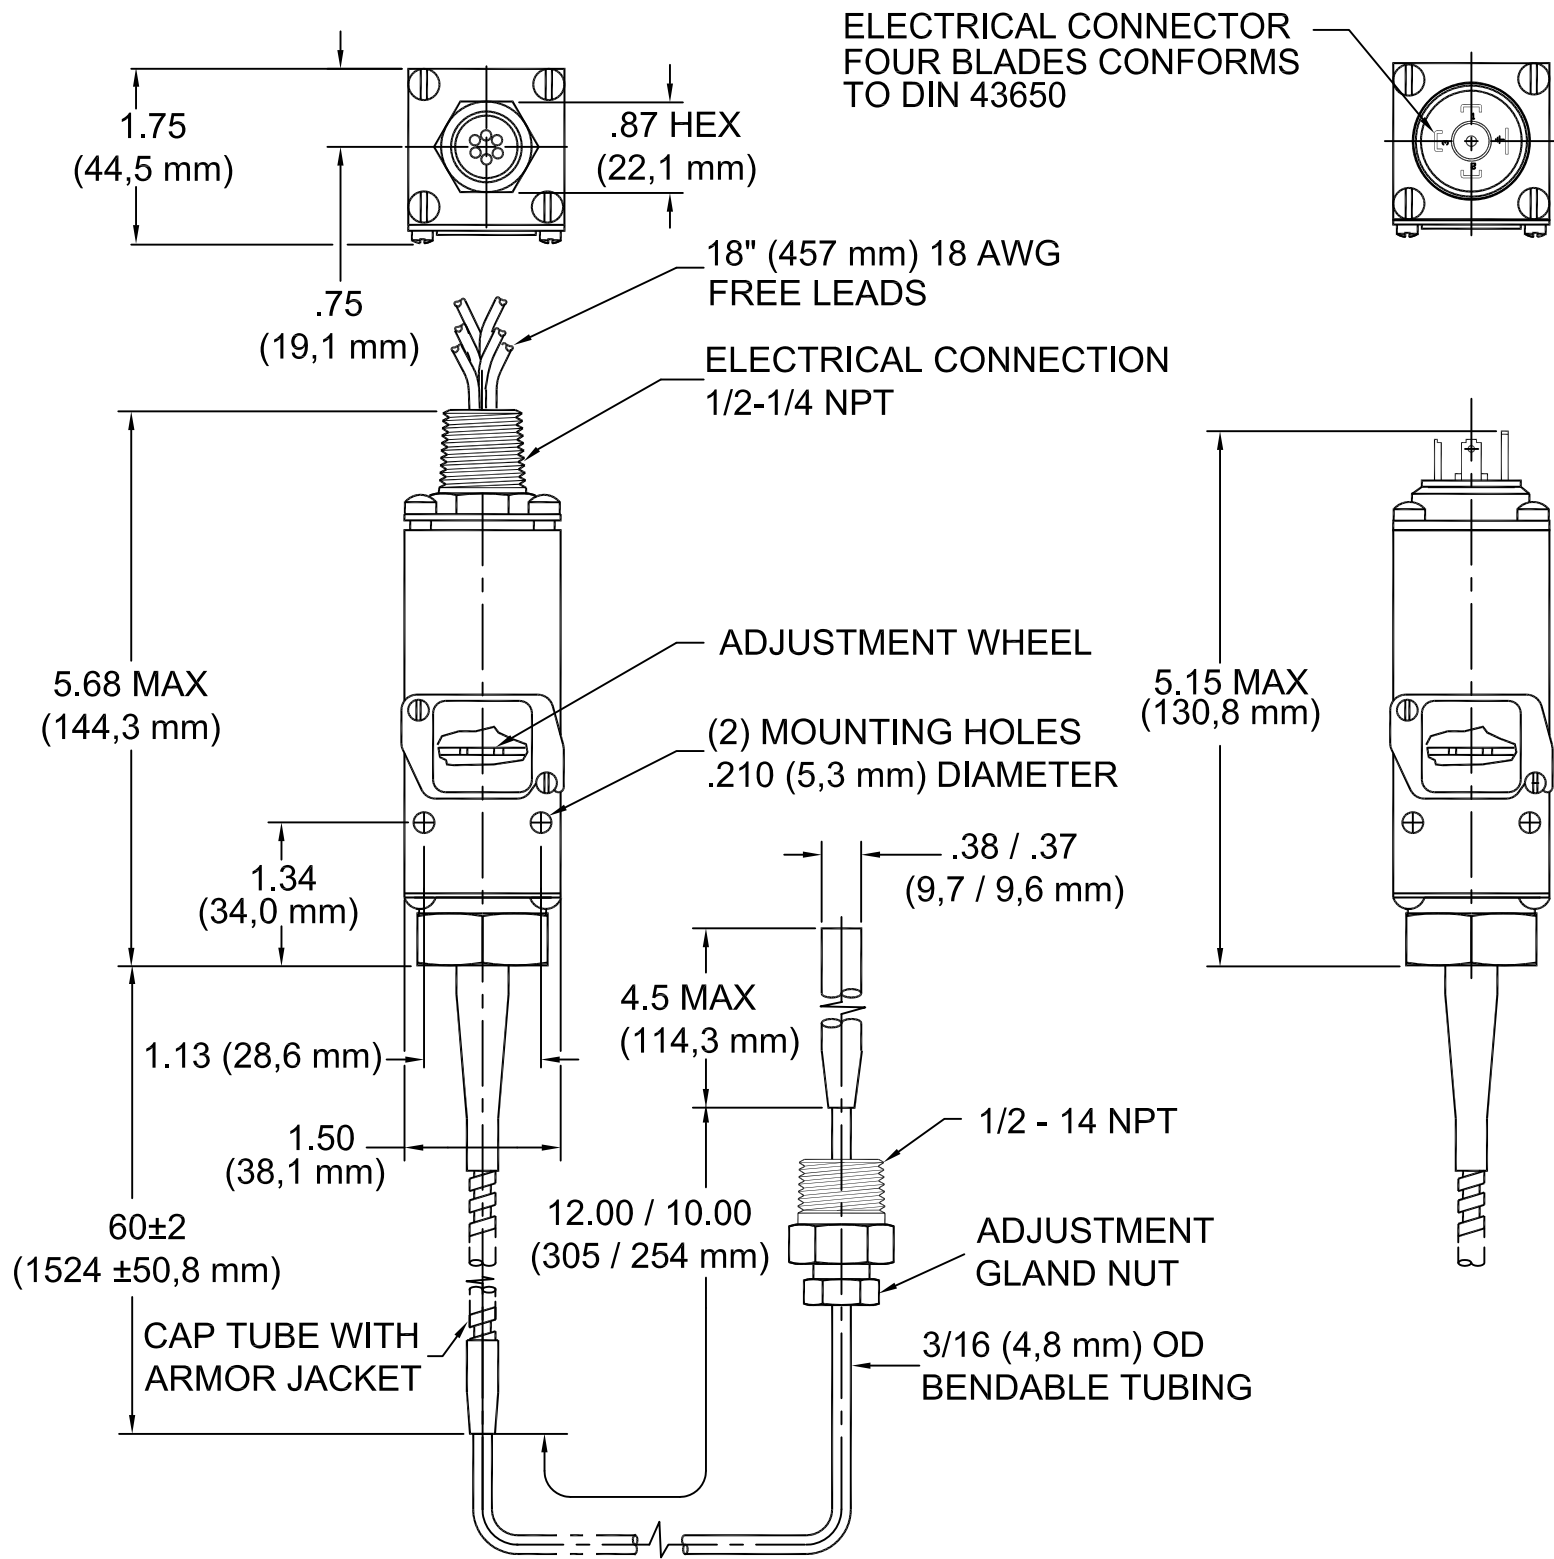 ELECTRICAL CONNECTOR
FOUR BLADES CONFORMS
TO DIN 43650
1.75
(44,5 mm)
.87 HEX
(22,1 mm)
.75
(19,1 mm)
1
3
18" (457 mm) 18 AWG
FREE LEADS
ELECTRICAL CONNECTION
1/2-1/4 NPT
ADJUSTMENT WHEEL
5.68 MAX
(144,3 mm)
5.15 MAX
(130,8 mm)
(2) MOUNTING HOLES
.210 (5,3 mm) DIAMETER
.38 / .37
(9,7 / 9,6 mm)
1.34
(34,0 mm)
4.5 MAX
(114,3 mm)
1.13 (28,6 mm)
1/2 - 14 NPT
1.50
(38,1 mm)
12.00 / 10.00
(305 / 254 mm)
60±2
(1524 ±50,8 mm)
ADJUSTMENT
GLAND NUT
CAP TUBE WITH
ARMOR JACKET
3/16 (4,8 mm) OD
BENDABLE TUBING